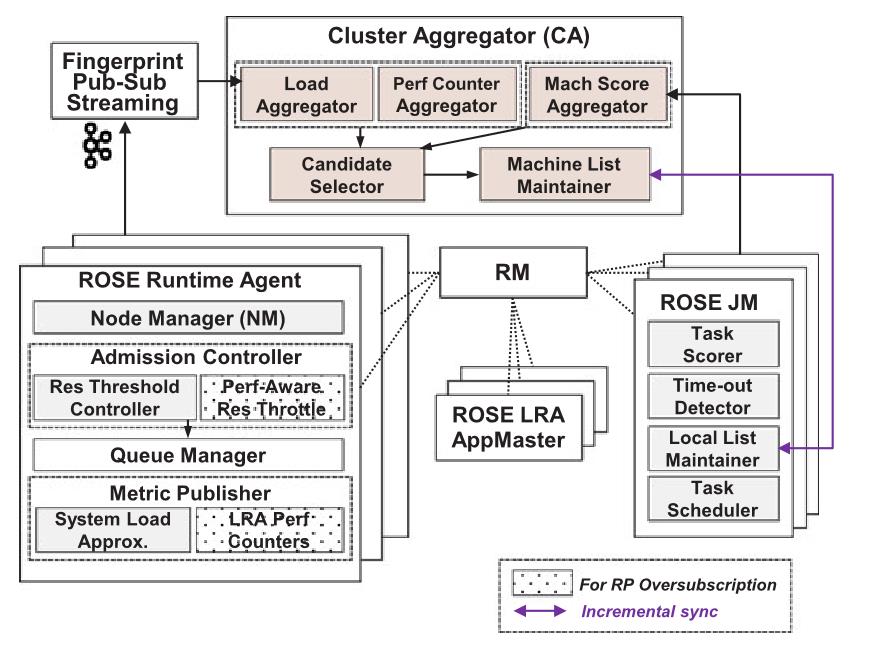 Cluster Aggregator (CA)
Fingerprint
Pub-Sub
Streaming
Load
Aggregator
Perf Counter
Aggregator
Mach Score
Aggregator
Candidate
Selector
Machine List
Maintainer
ROSE Runtime Agent
Node Manager (NM)
Admission Controller
Res Threshold
Controller
Perf-Aware
Res Throttle
Queue Manager
Metric Publisher
System Load
Approx.
LRA Perf
Counters
RM
ROSE LRA
AppMaster
ROSE JM
Task
Scorer
Time-out
Detector
Local List
Maintainer
Task
Scheduler
For RP Oversubscription
Incremental sync